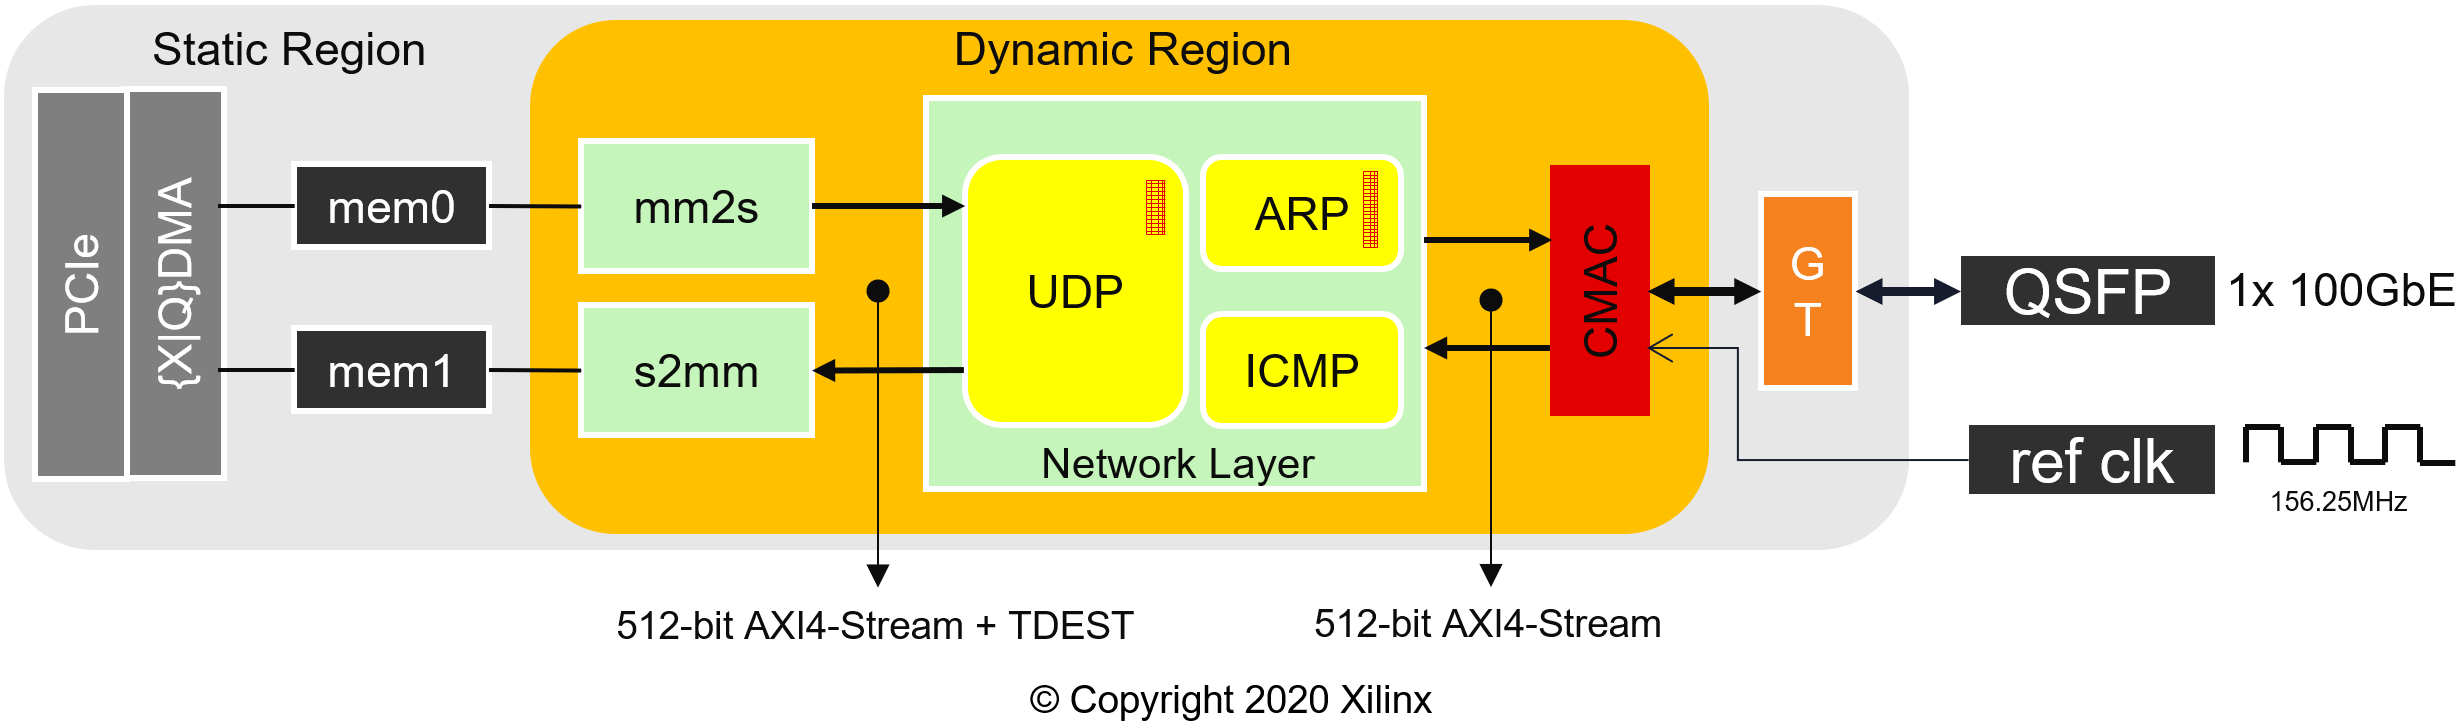 Static Region
Dynamic Region
PCIe
{X|Q}DMA
mem0
mem1
mm2s
s2mm
UDP
ARP
ICMP
Network Layer
CMAC
G
T
QSFP
1x 100GbE
ref clk
156.25MHz
512-bit AXI4-Stream + TDEST
512-bit AXI4-Stream
© Copyright 2020 Xilinx